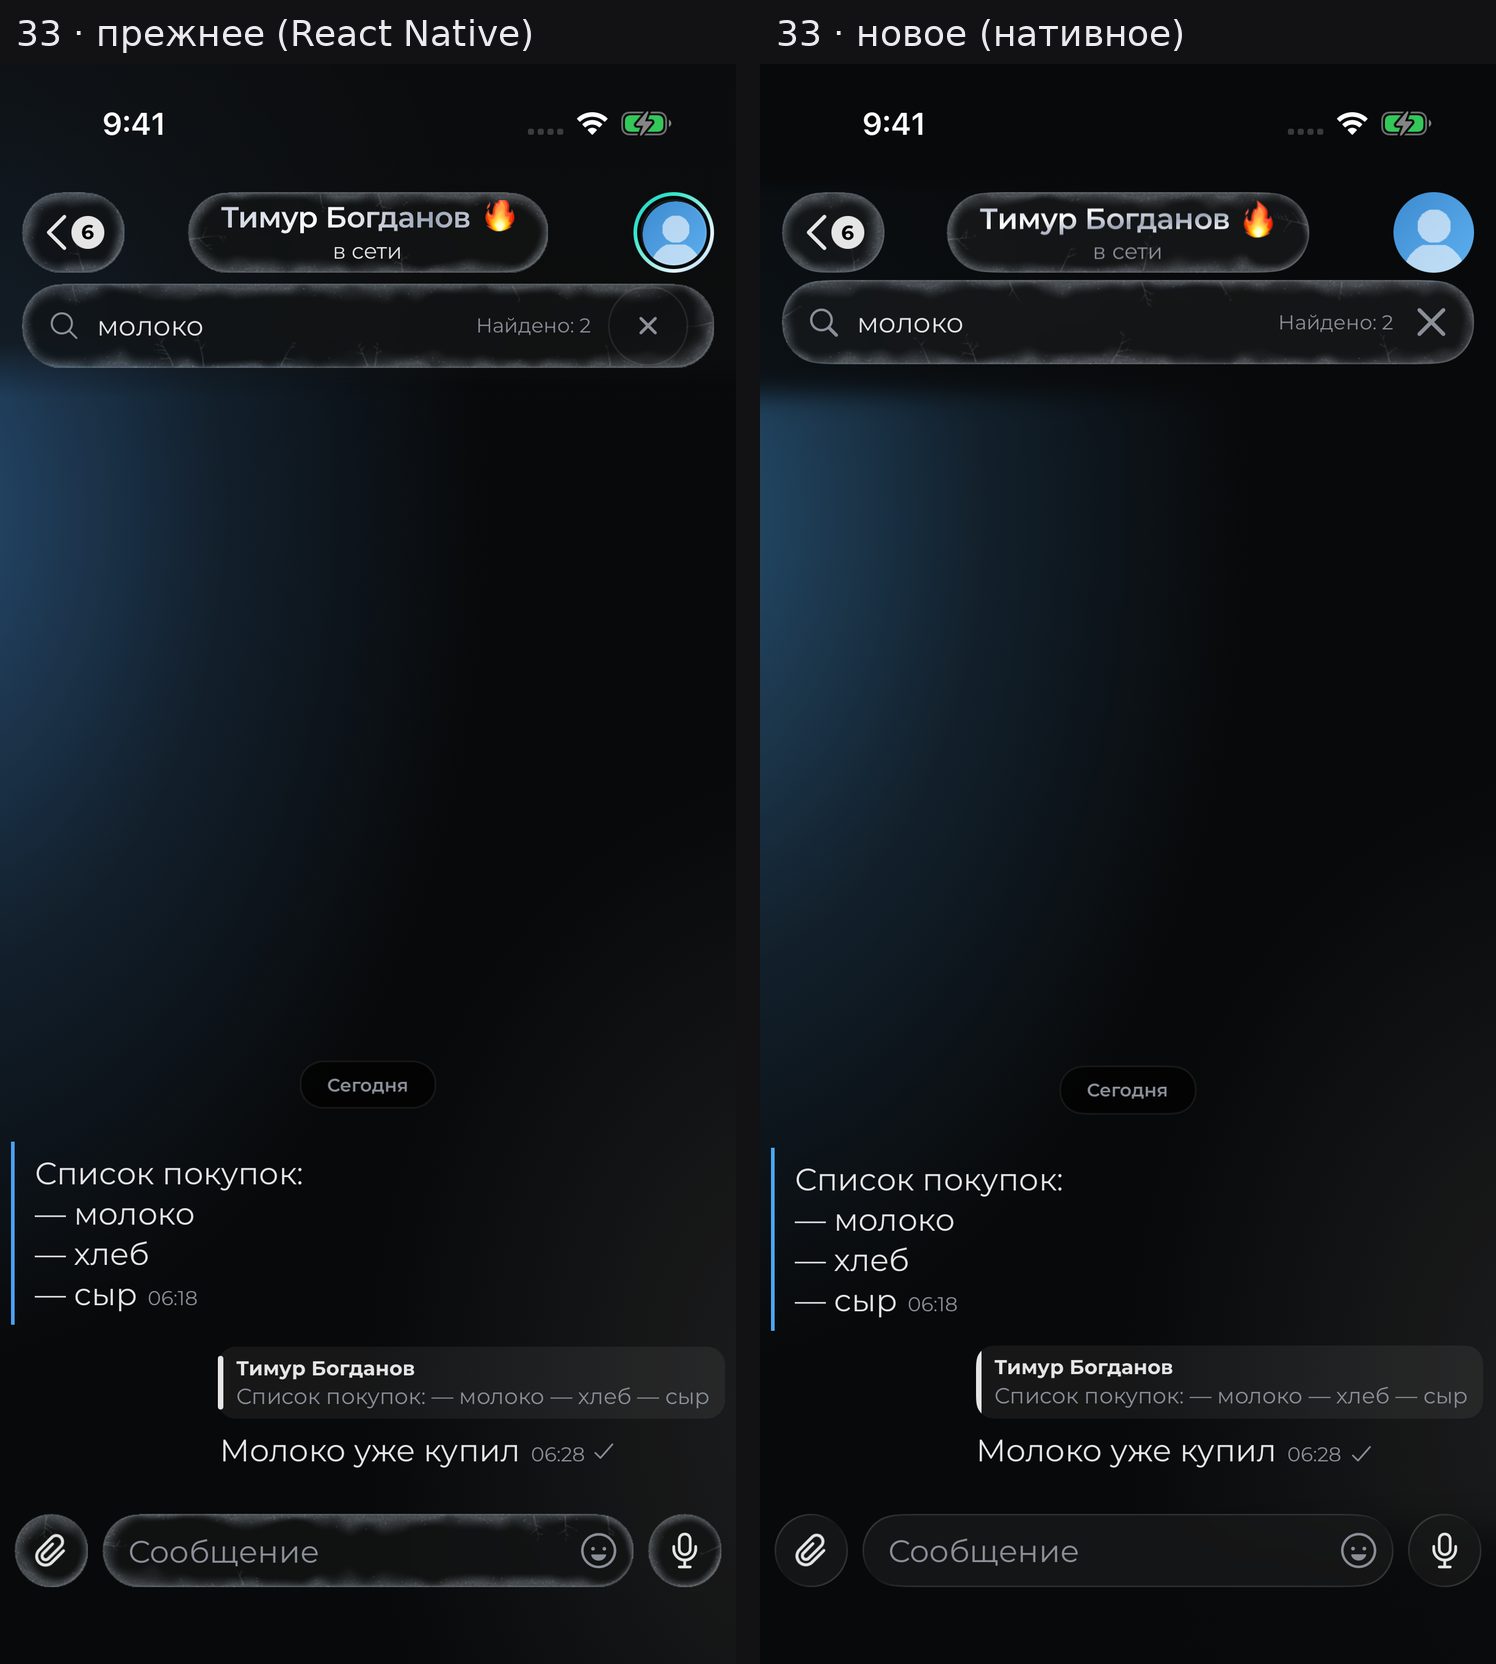 33 · прежнее (React Native)
9:41
6
Тимур Богданов 🔥
в сети
молоко
Найдено: 2
Сегодня
Список покупок:
— молоко
— хлеб
— сыр 06:18
Тимур Богданов
Список покупок: — молоко — хлеб — сыр
Молоко уже купил 06:28
Сообщение
33 · новое (нативное)
9:41
6
Тимур Богданов 🔥
в сети
молоко
Найдено: 2
Сегодня
Список покупок:
— молоко
— хлеб
— сыр 06:18
Тимур Богданов
Список покупок: — молоко — хлеб — сыр
Молоко уже купил 06:28
Сообщение